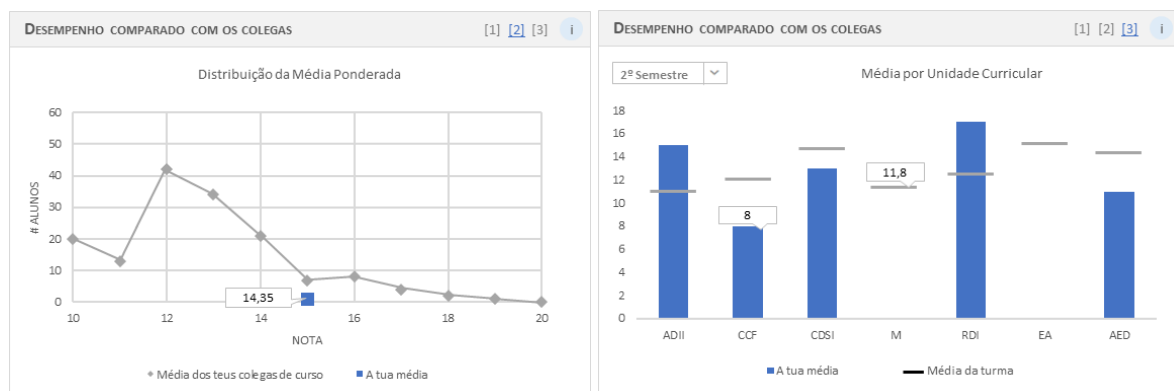 DESEMPENHO COMPARADO COM OS COLEGAS [1] [2] [3] i
Distribuição da Média Ponderada
60
50
40
30
20
10
0
# ALUNOS
14,35
10 12 14 16 18 20
NOTA
Média dos teus colegas de curso A tua média
DESEMPENHO COMPARADO COM OS COLEGAS [1] [2] [3] i
2º Semestre
Média por Unidade Curricular
18
16
14
12
10
8
6
4
2
0
11,8
8
ADII CCF CDSI M RDI EA AED
A tua média Média da turma